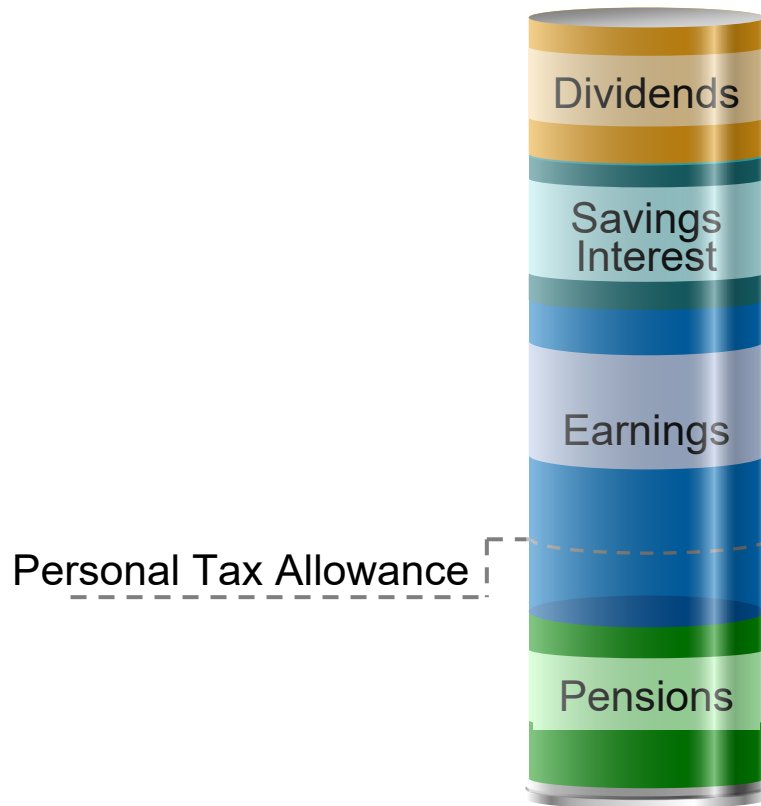 Dividends
Savings
Interest
Earnings
Personal Tax Allowance
Pensions